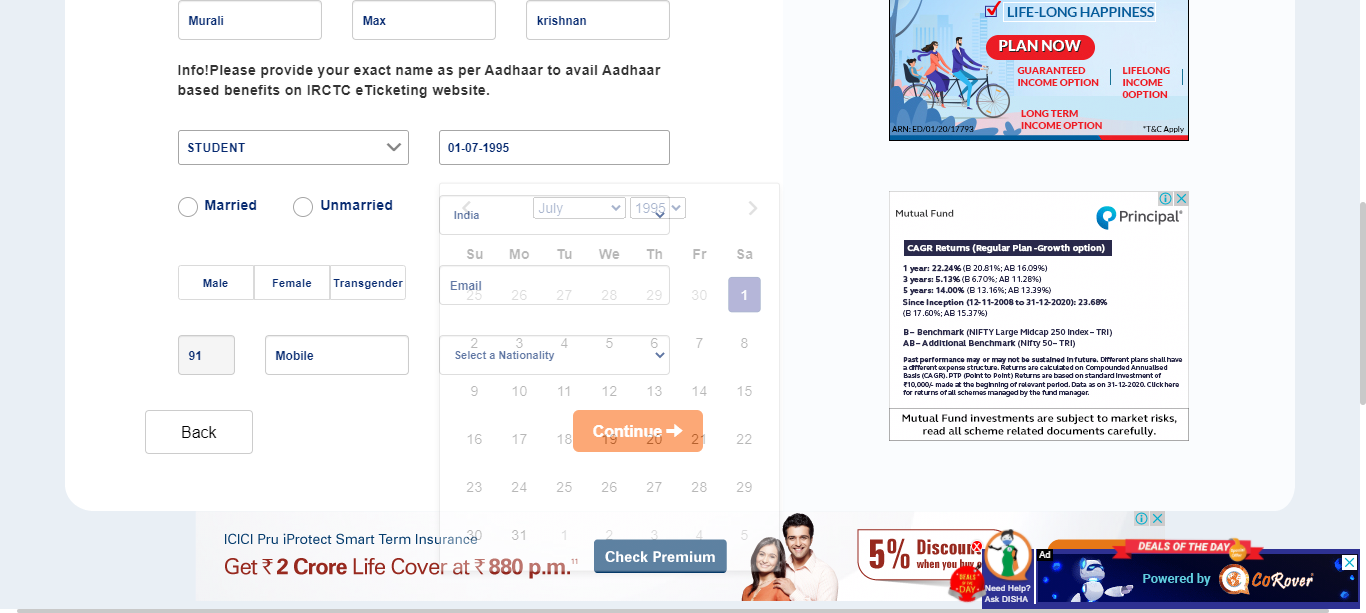 Murali Max krishnan
Info!Please provide your exact name as per Aadhaar to avail Aadhaar
based benefits on IRCTC eTicketing website.
STUDENT 01-07-1995
Married Unmarried
India
July 1995
Su Mo Tu We Th Fr Sa
25 26 27 28 29 30 1
2 3 4 5 6 7 8
9 10 11 12 13 14 15
16 17 18 19 20 21 22
23 24 25 26 27 28 29
30 31 1 2 3 4 5
Male Female Transgender
Email
91 Mobile
Select a Nationality
Back
Continue
LIFE-LONG HAPPINESS
PLAN NOW
GUARANTEED
INCOME OPTION
LIFELONG
INCOME
0OPTION
LONG TERM
INCOME OPTION
ARN: ED/01/20/17793
*T&C Apply
Mutual Fund
Principal®
CAGR Returns (Regular Plan -Growth option)
1 year: 22.24% (B 20.81%; AB 16.09%)
3 years: 5.13% (B 6.70%; AB 11.28%)
5 years: 14.00% (B 13.16%; AB 13.39%)
Since Inception (12-11-2008 to 31-12-2020): 23.68%
(B 17.60%; AB 15.37%)
B – Benchmark (NIFTY Large Midcap 250 Index – TRI)
AB – Additional Benchmark (Nifty 50– TRI)
Past performance may or may not be sustained in future. Different plans shall have
a different expense structure. Returns are calculated on Compounded Annualised
Basis (CAGR). PTP (Point to Point) Returns are based on standard investment of
₹10,000/- made at the beginning of relevant period. Data as on 31-12-2020. Click here
for returns of all schemes managed by the fund manager.
Mutual Fund investments are subject to market risks,
read all scheme related documents carefully.
ICICI Pru iProtect Smart Term Insurance
Get ₹ 2 Crore Life Cover at ₹ 880 p.m.11
Check Premium
5% Discount
when you buy
DEALS
OF THE
DAY
Need Help?
Ask DISHA
Ad
DEALS OF THE DAY
Powered by CoRover